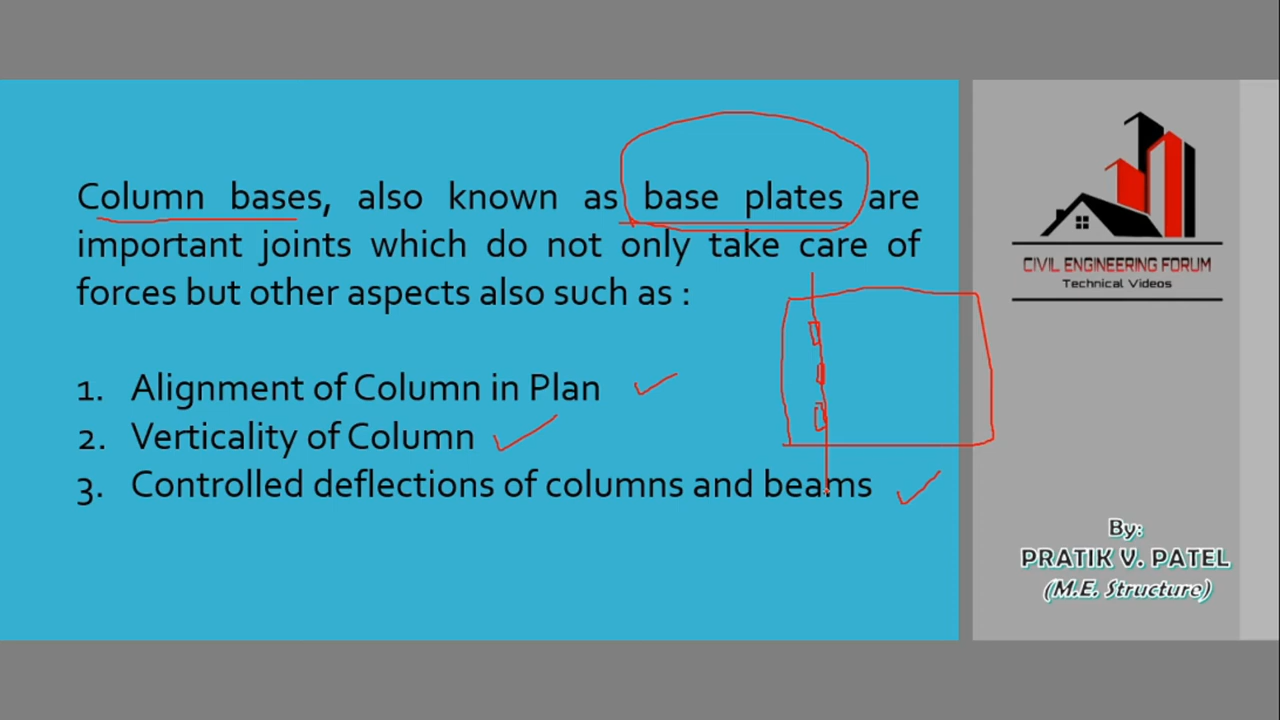 Column bases, also known as base plates are
important joints which do not only take care of
forces but other aspects also such as :
1. Alignment of Column in Plan
2. Verticality of Column
3. Controlled deflections of columns and beams
CIVIL ENGINEERING FORUM
Technical Videos
By:
PRATIK V. PATEL
(M.E. Structure)